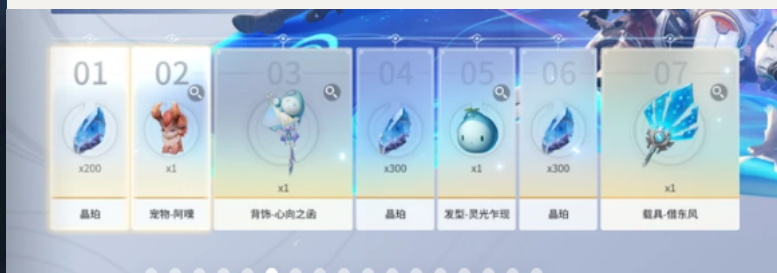 01
02
03
04
05
06
07
x200
x1
x1
x300
x1
x300
x1
晶珀
宠物-阿噗
背饰-心向之函
晶珀
发型-灵光乍现
晶珀
载具-借东风